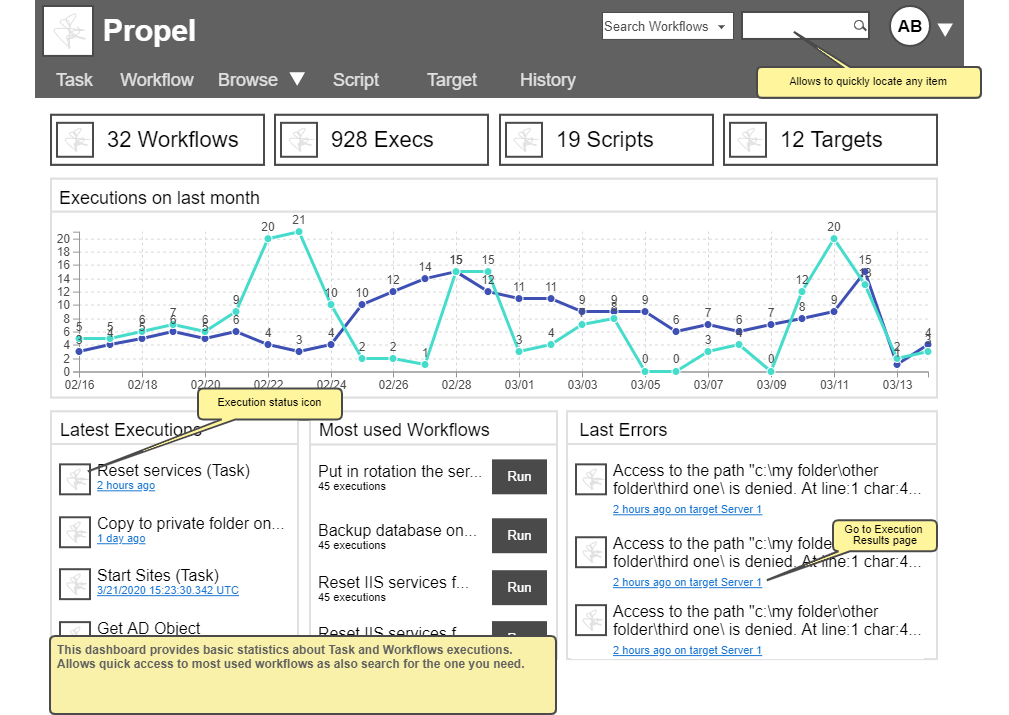 Propel
Search Workflows
AB
Task Workflow Browse Script Target History
Allows to quickly locate any item
32 Workflows
928 Execs
19 Scripts
12 Targets
Executions on last month
20
18
16
14
12
10
8
6
4
2
0
5 5 6 7 6 9 20 21 10 2 2 1 15 15 3 4 8 0 0 3 4 0 12 20 13 2 3
3 4 5 6 5 6 4 3 4 10 12 14 15 12 11 11 9 9 9 6 7 6 7 8 9 15 1 4
02/16 02/18 02/20 02/22 02/24 02/26 02/28 03/01 03/03 03/05 03/07 03/09 03/11 03/13
Execution status icon
Latest Executions
Reset services (Task)
2 hours ago
Copy to private folder on...
1 day ago
Start Sites (Task)
3/21/2020 15:23:30.342 UTC
Get AD Object
Most used Workflows
Put in rotation the ser...
45 executions
Run
Backup database on...
45 executions
Run
Reset IIS services f...
45 executions
Run
Reset IIS services f...
Run
Last Errors
Access to the path "c:\my folder\other
folder\third one\ is denied. At line:1 char:4...
2 hours ago on target Server 1
Go to Execution
Results page
Access to the path "c:\my folde
folder\third one\ is denied. At line:1 char:4...
2 hours ago on target Server 1
Access to the path "c:\my folder\other
folder\third one\ is denied. At line:1 char:4...
2 hours ago on target Server 1
This dashboard provides basic statistics about Task and Workflows executions.
Allows quick access to most used workflows as also search for the one you need.